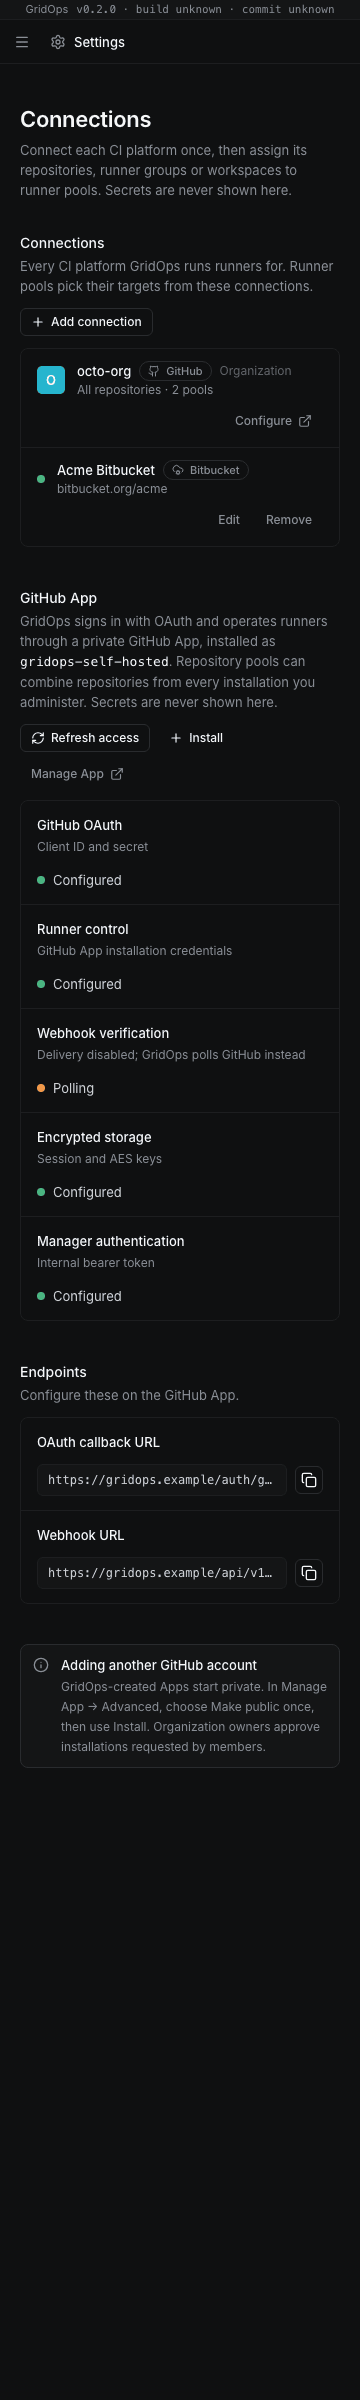 GridOps v0.2.0 · build unknown · commit unknown
Settings
Connections
Connect each CI platform once, then assign its
repositories, runner groups or workspaces to
runner pools. Secrets are never shown here.
Connections
Every CI platform GridOps runs runners for. Runner
pools pick their targets from these connections.
Add connection
O
octo-org GitHub Organization
All repositories · 2 pools
Configure
Acme Bitbucket Bitbucket
bitbucket.org/acme
Edit Remove
GitHub App
GridOps signs in with OAuth and operates runners
through a private GitHub App, installed as
gridops-self-hosted. Repository pools can
combine repositories from every installation you
administer. Secrets are never shown here.
Refresh access Install
Manage App
GitHub OAuth
Client ID and secret
Configured
Runner control
GitHub App installation credentials
Configured
Webhook verification
Delivery disabled; GridOps polls GitHub instead
Polling
Encrypted storage
Session and AES keys
Configured
Manager authentication
Internal bearer token
Configured
Endpoints
Configure these on the GitHub App.
OAuth callback URL
https://gridops.example/auth/g…
Webhook URL
https://gridops.example/api/v1…
Adding another GitHub account
GridOps-created Apps start private. In Manage
App → Advanced, choose Make public once,
then use Install. Organization owners approve
installations requested by members.